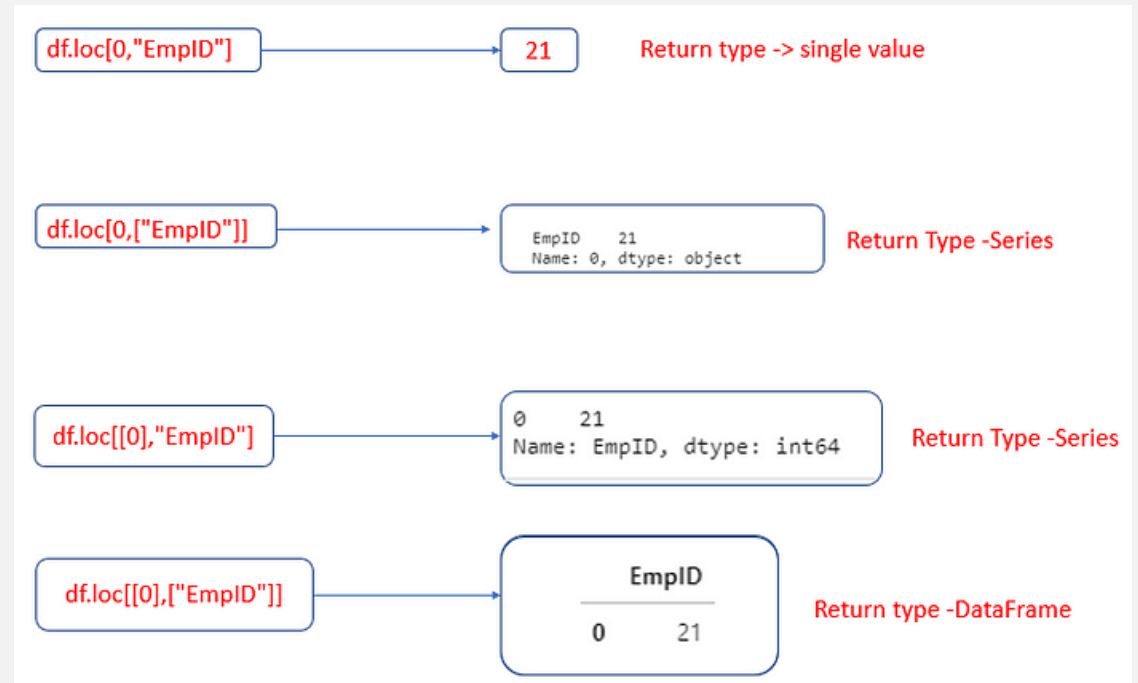 df.loc[0,"EmpID"]
21
Return type -> single value
df.loc[0,["EmpID"]]
EmpID    21
Name: 0, dtype: object
Return Type -Series
df.loc[[0],"EmpID"]
0    21
Name: EmpID, dtype: int64
Return Type -Series
df.loc[[0],["EmpID"]]
EmpID
0    21
Return type -DataFrame